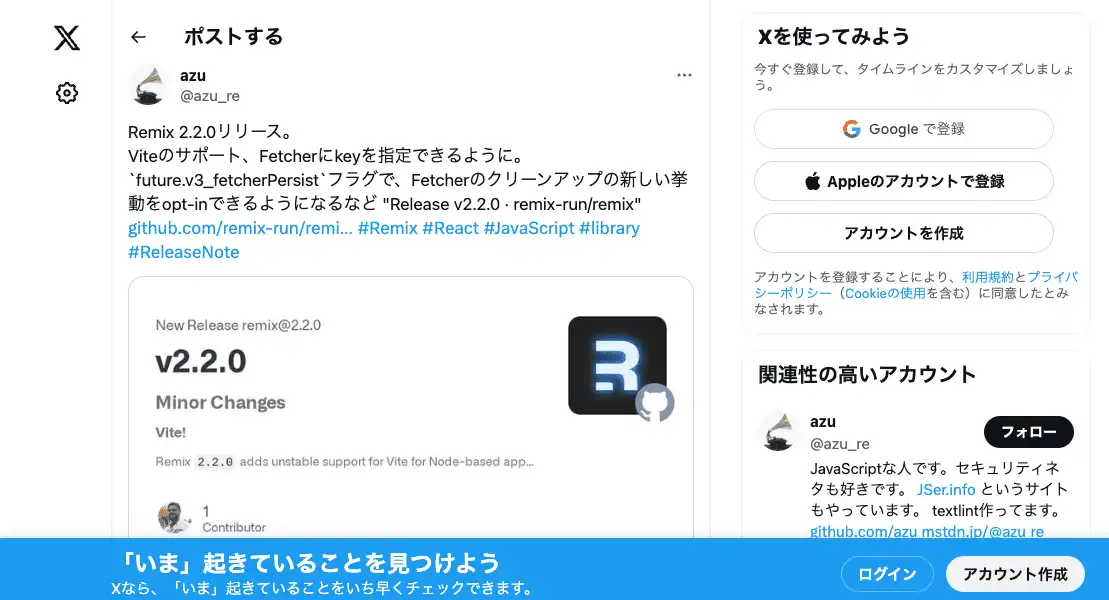 ポストする
azu
@azu_re
Remix 2.2.0リリース。
Viteのサポート、Fetcherにkeyを指定できるように。
`future.v3_fetcherPersist`フラグで、Fetcherのクリーンアップの新しい挙
動をopt-inできるようになるなど "Release v2.2.0 · remix-run/remix"
github.com/remix-run/remi... #Remix #React #JavaScript #library
#ReleaseNote
New Release remix@2.2.0
v2.2.0
Minor Changes
Vite!
Remix 2.2.0 adds unstable support for Vite for Node-based app...
1
Contributor
Xを使ってみよう
今すぐ登録して、タイムラインをカスタマイズしましょ
う。
Google で登録
Appleのアカウントで登録
アカウントを作成
アカウントを登録することにより、利用規約とプライバ
シーポリシー（Cookieの使用を含む）に同意したとみ
なされます。
関連性の高いアカウント
azu
@azu_re
フォロー
JavaScriptな人です。セキュリティネ
タも好きです。 JSer.info というサイト
もやっています。 textlint作ってます。
github.com/azu mstdn.jp/@azu_re
「いま」起きていることを見つけよう
Xなら、「いま」起きていることをいち早くチェックできます。
ログイン
アカウント作成